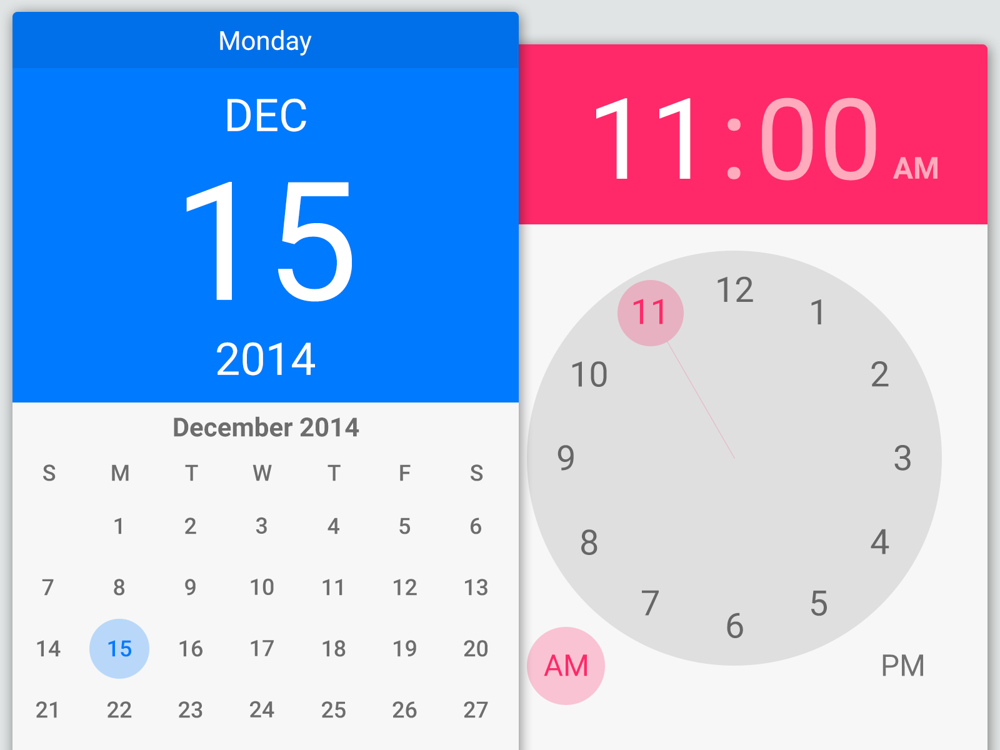 Monday
DEC
15
2014
December 2014
S M T W T F S
1 2 3 4 5 6
7 8 9 10 11 12 13
14 15 16 17 18 19 20
21 22 23 24 25 26 27
11:00 AM
12
11 1
10 2
9 3
8 4
7 5
6
AM PM